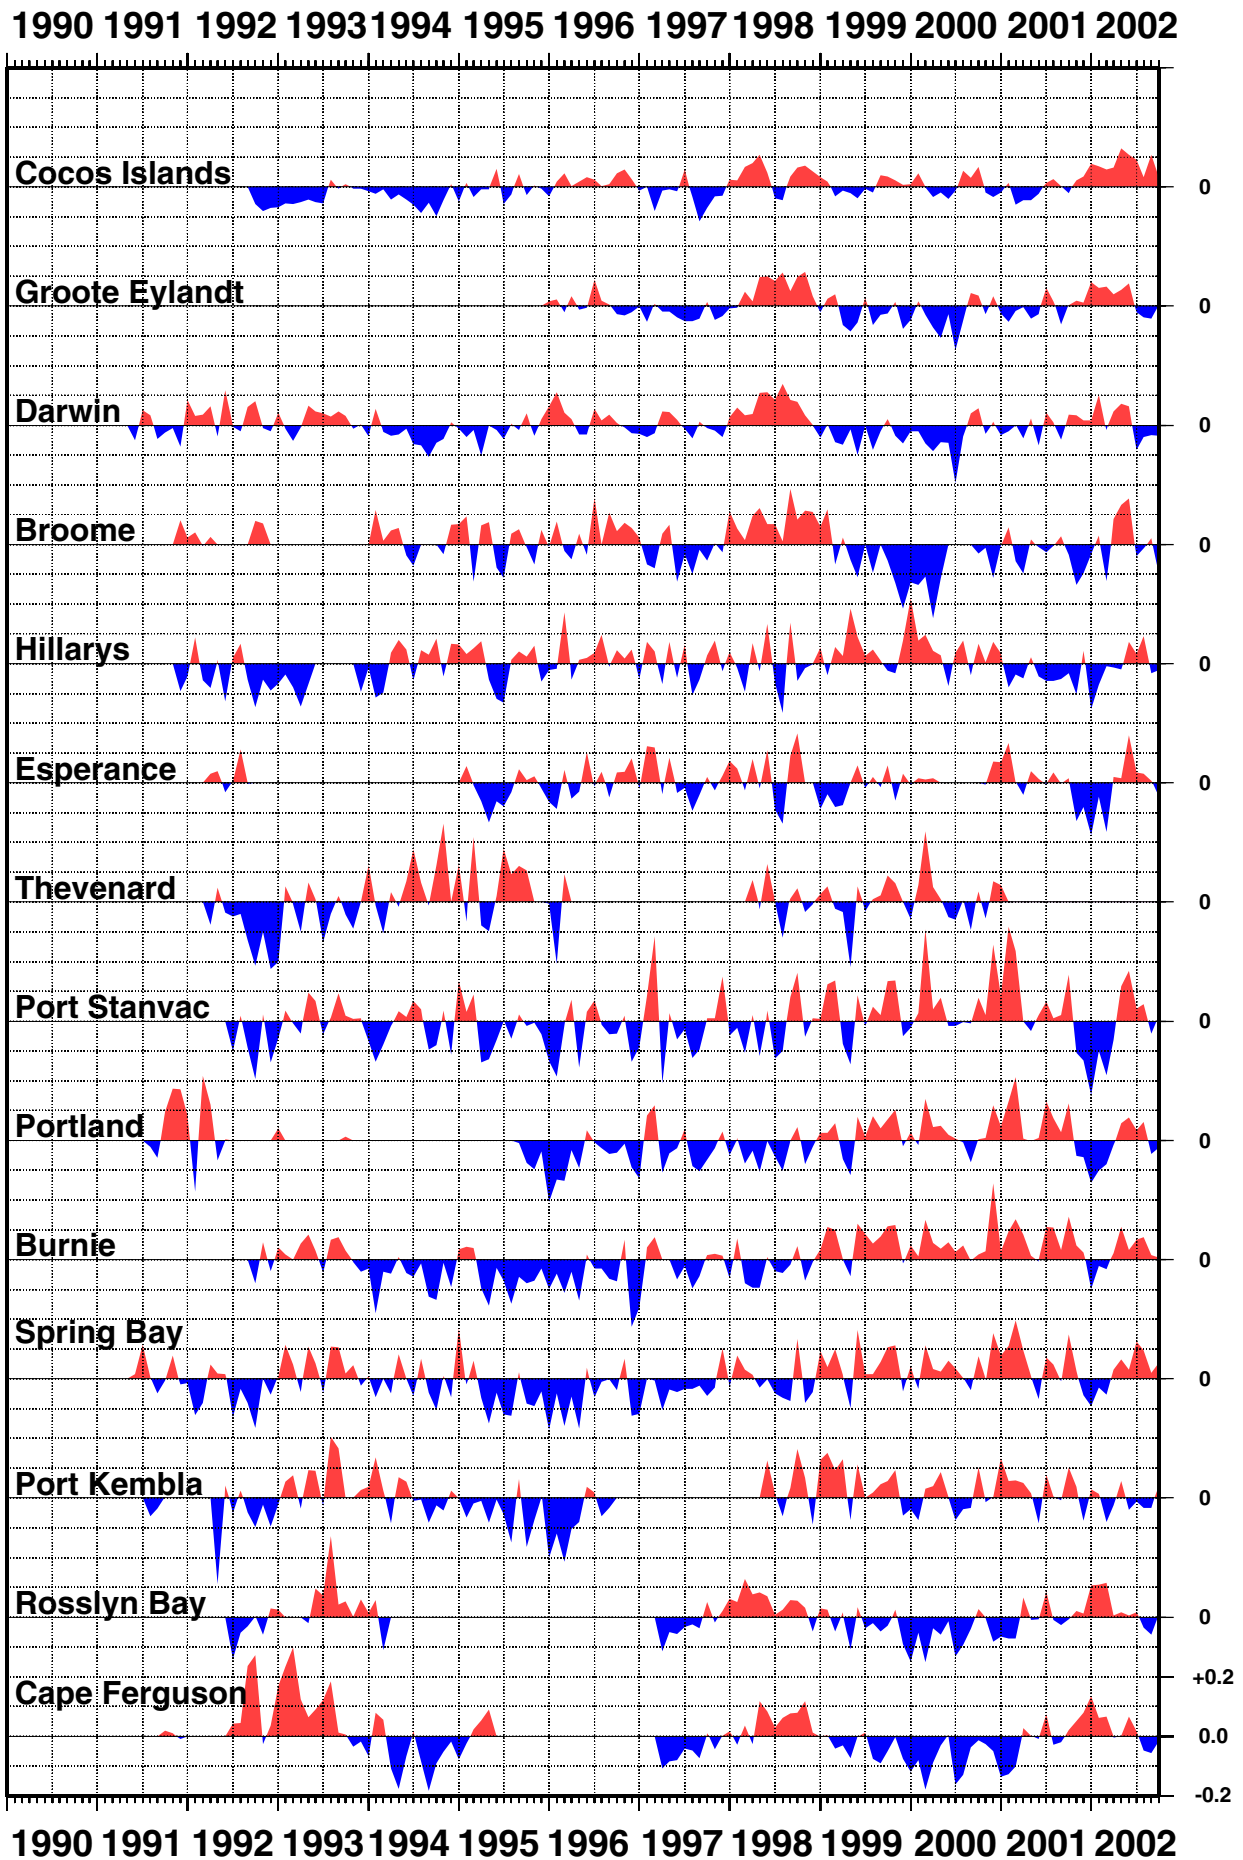 1990 1991 1992 1993 1994 1995 1996 1997 1998 1999 2000 2001 2002
Cocos Islands 0
Groote Eylandt 0
Darwin 0
Broome 0
Hillarys 0
Esperance 0
Thevenard 0
Port Stanvac 0
Portland 0
Burnie 0
Spring Bay 0
Port Kembla 0
Rosslyn Bay 0
+0.2
Cape Ferguson
0.0
-0.2
1990 1991 1992 1993 1994 1995 1996 1997 1998 1999 2000 2001 2002